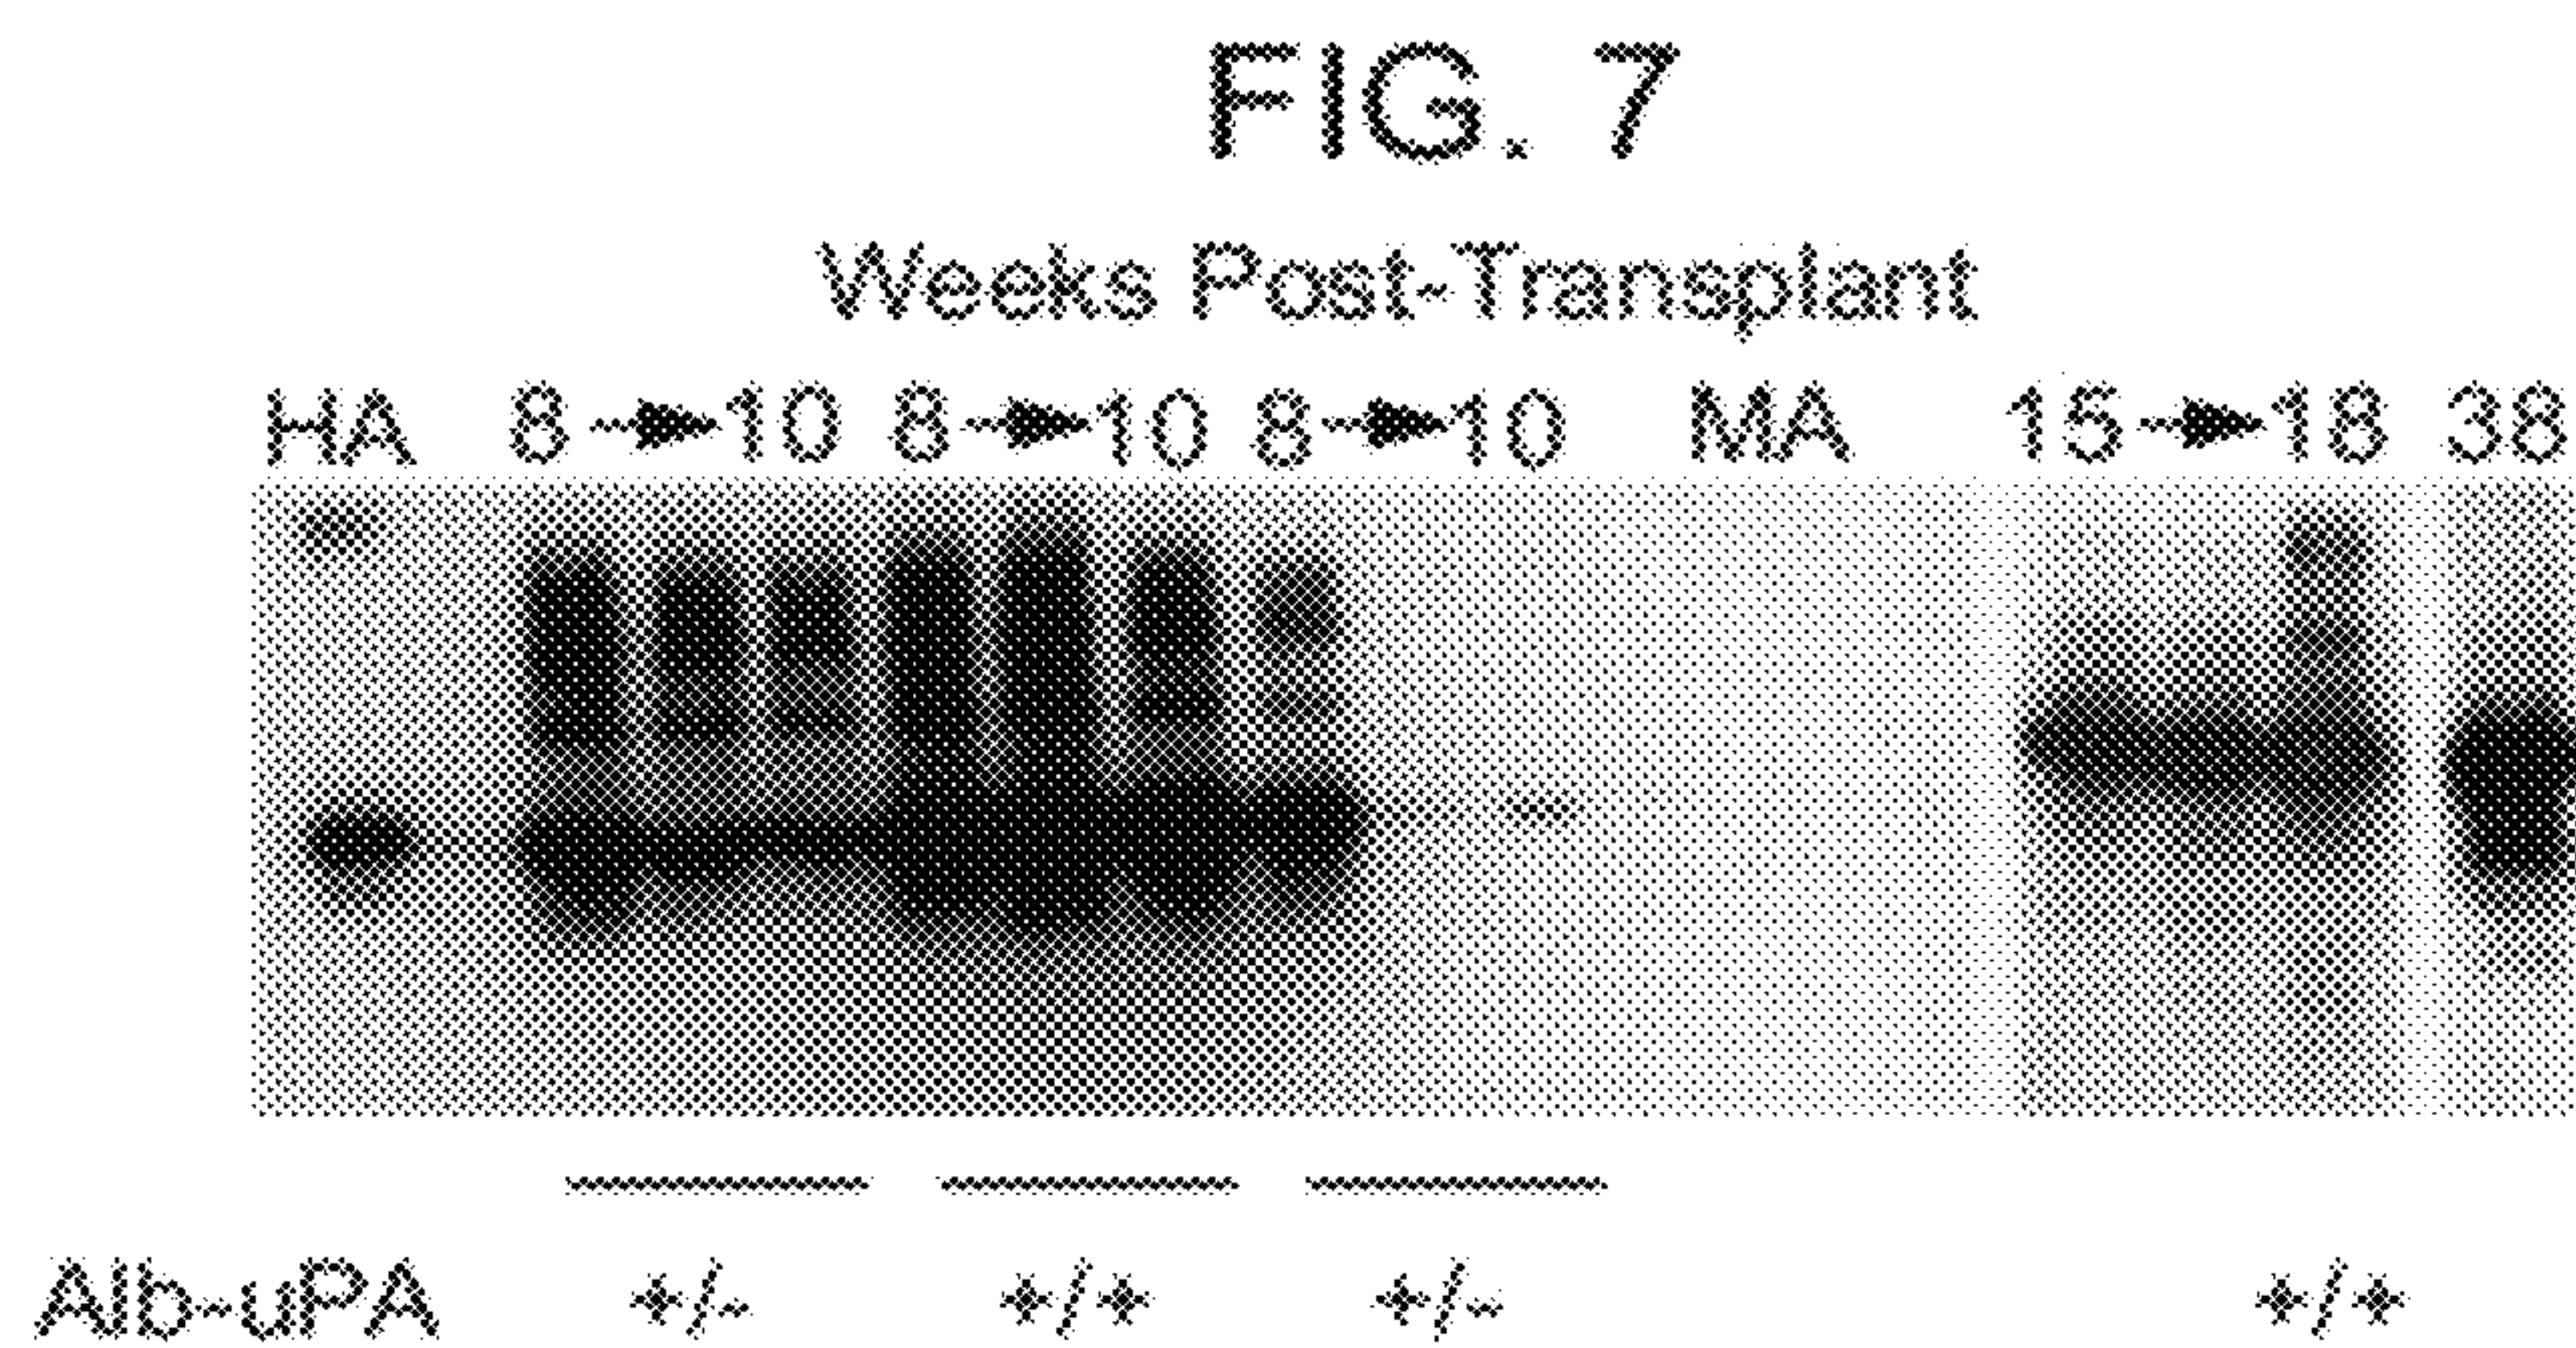 FIG. 7
Weeks Post-Transplant
HA 8 → 10 8 → 10 8 → 10 MA 15 → 18 38
Alb-uPA +/- +/+ +/- +/+